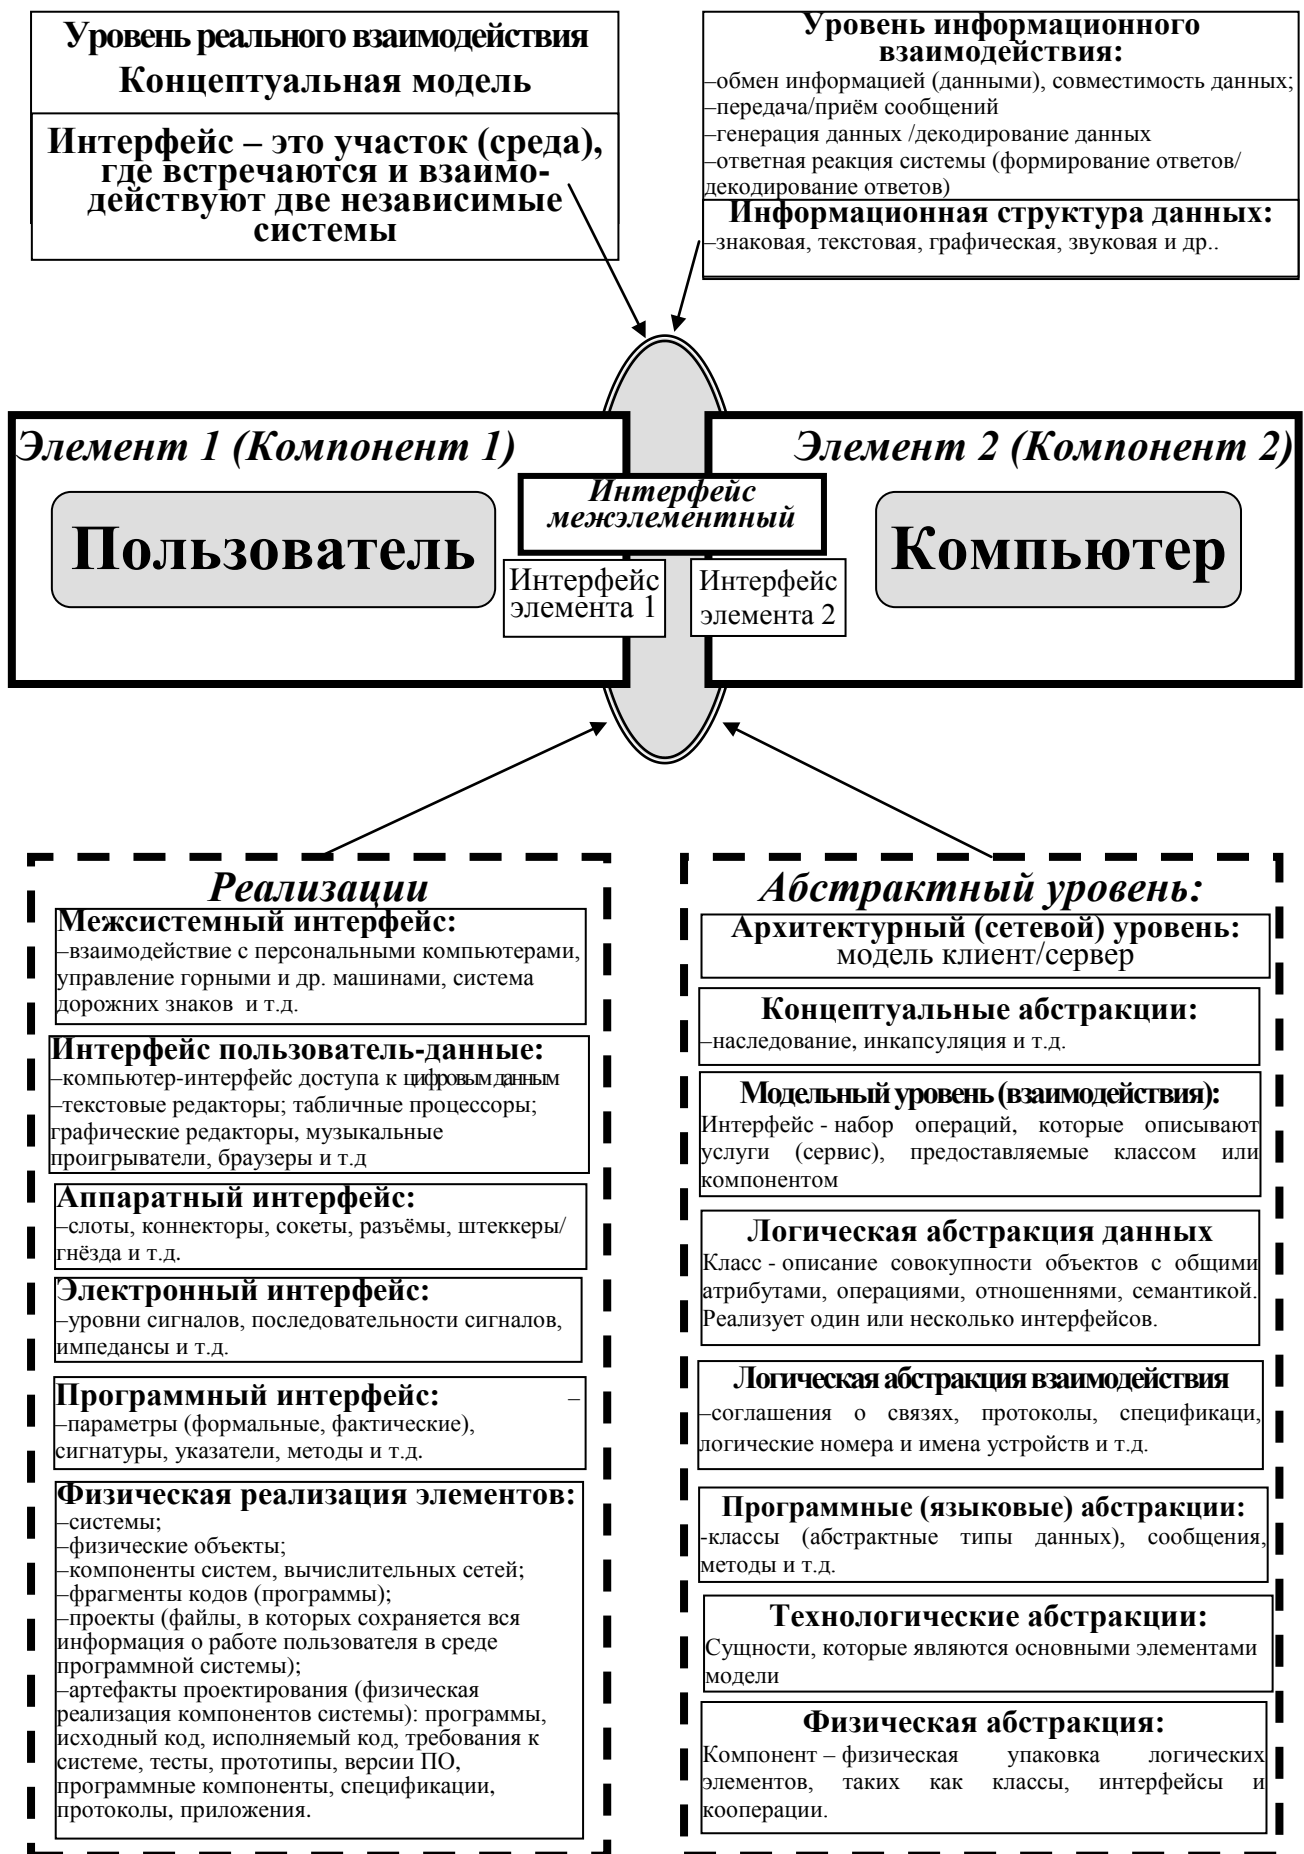 Уровень реального взаимодействия
Концептуальная модель
Интерфейс – это участок (среда),
где встречаются и взаимо-
действуют две независимые
системы
Уровень информационного
взаимодействия:
–обмен информацией (данными), совместимость данных;
–передача/приём сообщений
–генерация данных /декодирование данных
–ответная реакция системы (формирование ответов/
декодирование ответов)
Информационная структура данных:
–знаковая, текстовая, графическая, звуковая и др..
Элемент 1 (Компонент 1)
Пользователь
Интерфейс
межэлементный
Интерфейс
элемента 1
Интерфейс
элемента 2
Элемент 2 (Компонент 2)
Компьютер
Реализации
Межсистемный интерфейс:
–взаимодействие с персональными компьютерами,
управление горными и др. машинами, система
дорожних знаков и т.д.
Интерфейс пользователь-данные:
–компьютер-интерфейс доступа к цифровым данным
–текстовые редакторы; табличные процессоры;
графические редакторы, музыкальные
проигрыватели, браузеры и т.д
Аппаратный интерфейс:
–слоты, коннекторы, сокеты, разъёмы, штеккеры/
гнёзда и т.д.
Электронный интерфейс:
–уровни сигналов, последовательности сигналов,
импедансы и т.д.
Программный интерфейс: –
–параметры (формальные, фактические),
сигнатуры, указатели, методы и т.д.
Физическая реализация элементов:
–системы;
–физические объекты;
–компоненты систем, вычислительных сетей;
–фрагменты кодов (программы);
–проекты (файлы, в которых сохраняется вся
информация о работе пользователя в среде
программной системы);
–артефакты проектирования (физическая
реализация компонентов системы): программы,
исходный код, исполняемый код, требования к
системе, тесты, прототипы, версии ПО,
программные компоненты, спецификации,
протоколы, приложения.
Абстрактный уровень:
Архитектурный (сетевой) уровень:
модель клиент/сервер
Концептуальные абстракции:
–наследование, инкапсуляция и т.д.
Модельный уровень (взаимодействия):
Интерфейс - набор операций, которые описывают
услуги (сервис), предоставляемые классом или
компонентом
Логическая абстракция данных
Класс - описание совокупности объектов с общими
атрибутами, операциями, отношеннями, семантикой.
Реализует один или несколько интерфейсов.
Логическая абстракция взаимодействия
–соглашения о связях, протоколы, спецификаци,
логические номера и имена устройств и т.д.
Программные (языковые) абстракции:
-классы (абстрактные типы данных), сообщения,
методы и т.д.
Технологические абстракции:
Сущности, которые являются основными элементами
модели
Физическая абстракция:
Компонент – физическая упаковка логических
элементов, таких как классы, интерфейсы и
кооперации.